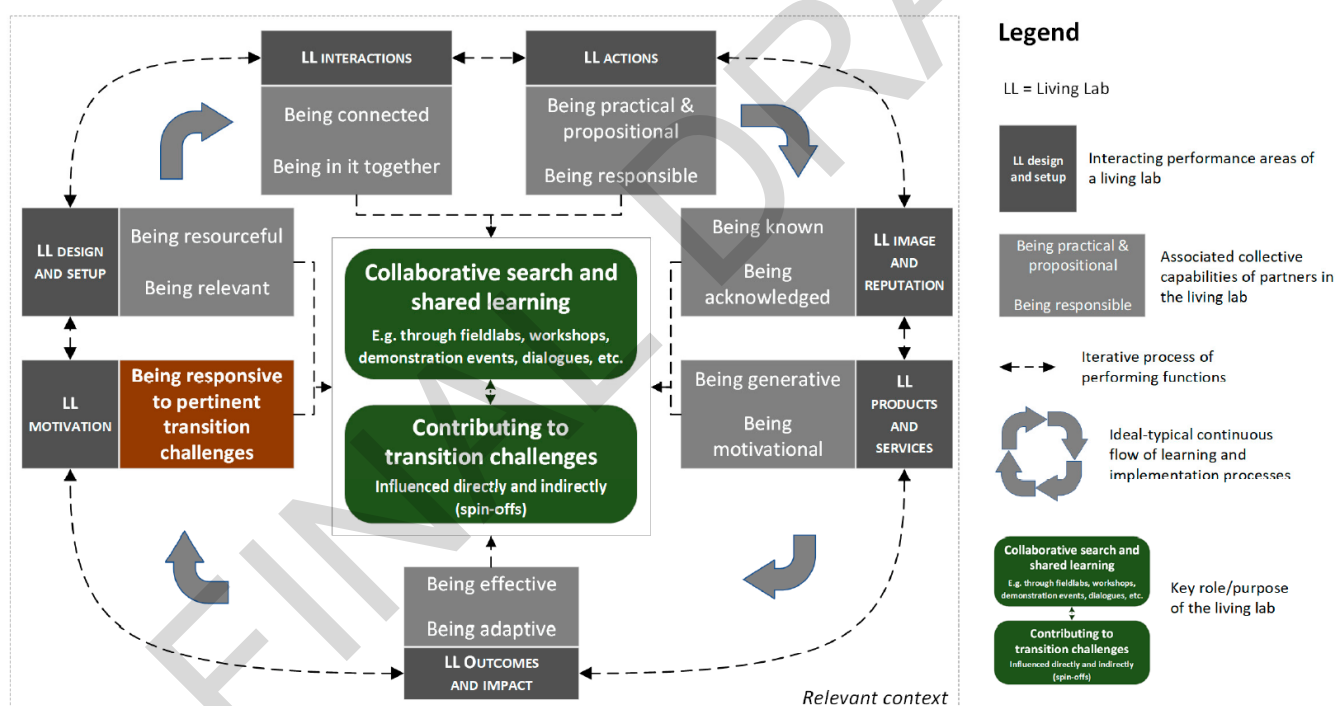 LL INTERACTIONS
Being connected
Being in it together
LL ACTIONS
Being practical &
propositional
Being responsible
LL DESIGN
AND SETUP
Being resourceful
Being relevant
LL
MOTIVATION
Being responsive
to pertinent
transition
challenges
Collaborative search and
shared learning
E.g. through fieldlabs, workshops,
demonstration events, dialogues, etc.
Contributing to
transition challenges
Influenced directly and indirectly
(spin-offs)
Being known
Being
acknowledged
LL IMAGE
AND
REPUTATION
Being generative
Being
motivational
LL
PRODUCTS
AND
SERVICES
Being effective
Being adaptive
LL OUTCOMES
AND IMPACT
Relevant context
FINAL DRA
Legend
LL = Living Lab
LL design
and setup
Interacting performance areas of
a living lab
Being practical &
propositional
Being responsible
Associated collective
capabilities of partners in
the living lab
Iterative process of
performing functions
Ideal-typical continuous
flow of learning and
implementation processes
Collaborative search and
shared learning
E.g. through fieldlabs, workshops,
demonstration events, dialogues, etc.
Contributing to
transition challenges
Influenced directly and indirectly
(spin-offs)
Key role/purpose
of the living lab